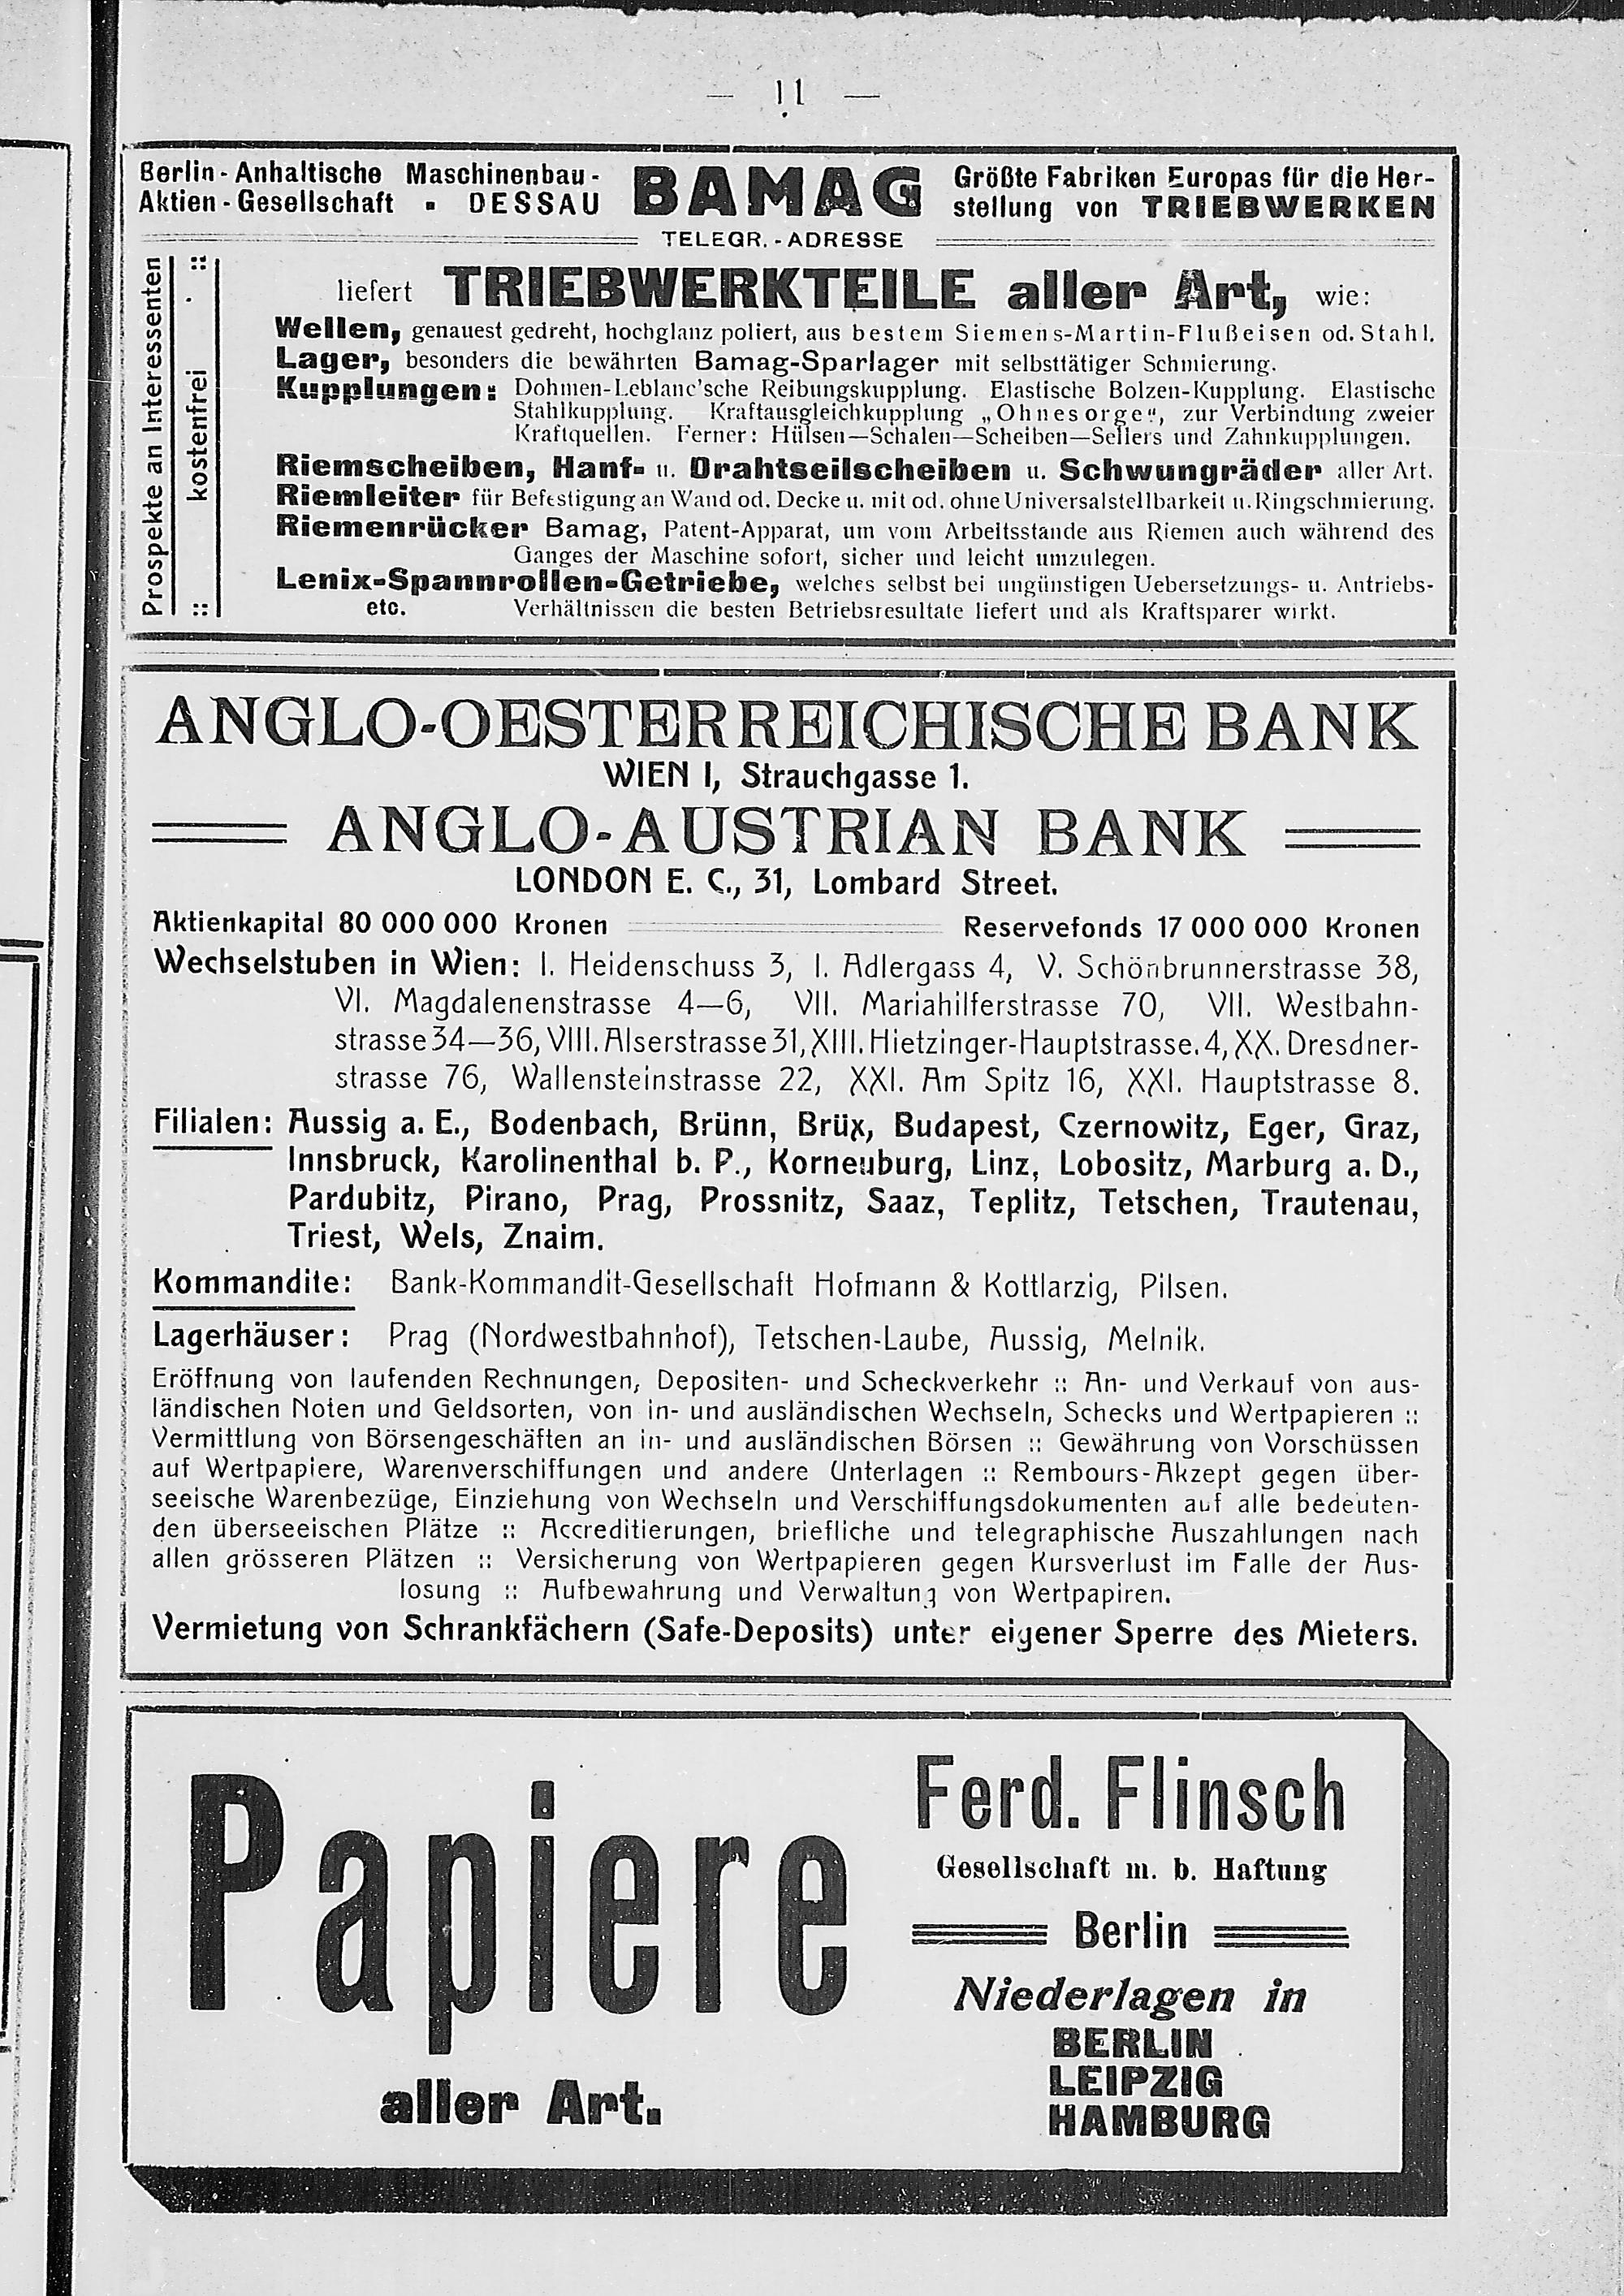 — 11 —
Berlin-Anhaltische Maschinenbau-
Aktien-Gesellschaft ▪ DESSAU
BAMAG
TELEGR.-ADRESSE
Größte Fabriken Europas für die Her-
stellung von TRIEBWERKEN
Prospekte an Interessenten
:: kostenfrei . ::
liefert TRIEBWERKTEILE aller Art, wie:
Wellen, genauest gedreht, hochglanz poliert, aus bestem Siemens-Martin-Flußeisen od. Stahl.
Lager, besonders die bewährten Bamag-Sparlager mit selbsttätiger Schmierung.
Kupplungen: Dohmen-Leblanc'sche Reibungskupplung. Elastische Bolzen-Kupplung. Elastische
Stahlkupplung. Kraftausgleichkupplung „Ohnesorge“, zur Verbindung zweier
Kraftquellen. Ferner: Hülsen—Schalen—Scheiben—Sellers und Zahnkupplungen.
Riemscheiben, Hanf- u. Drahtseilscheiben u. Schwungräder aller Art.
Riemleiter für Befestigung an Wand od. Decke u. mit od. ohne Universalstellbarkeit u. Ringschmierung.
Riemenrücker Bamag, Patent-Apparat, um vom Arbeitsstande aus Riemen auch während des
Ganges der Maschine sofort, sicher und leicht umzulegen.
Lenix-Spannrollen-Getriebe, welches selbst bei ungünstigen Uebersetzungs- u. Antriebs-
etc. Verhältnissen die besten Betriebsresultate liefert und als Kraftsparer wirkt.
ANGLO-OESTERREICHISCHE BANK
WIEN I, Strauchgasse 1.
ANGLO-AUSTRIAN BANK
LONDON E. C., 31, Lombard Street.
Aktienkapital 80 000 000 Kronen Reservefonds 17 000 000 Kronen
Wechselstuben in Wien: I. Heidenschuss 3, I. Adlergass 4, V. Schönbrunnerstrasse 38,
VI. Magdalenenstrasse 4—6, VII. Mariahilferstrasse 70, VII. Westbahn-
strasse 34—36, VIII. Alserstrasse 31, XIII. Hietzinger-Hauptstrasse. 4, XX. Dresdner-
strasse 76, Wallensteinstrasse 22, XXI. Am Spitz 16, XXI. Hauptstrasse 8.
Filialen: Aussig a. E., Bodenbach, Brünn, Brüx, Budapest, Czernowitz, Eger, Graz,
Innsbruck, Karolinenthal b. P., Korneuburg, Linz, Lobositz, Marburg a. D.,
Pardubitz, Pirano, Prag, Prossnitz, Saaz, Teplitz, Tetschen, Trautenau,
Triest, Wels, Znaim.
Kommandite: Bank-Kommandit-Gesellschaft Hofmann & Kottlarzig, Pilsen.
Lagerhäuser: Prag (Nordwestbahnhof), Tetschen-Laube, Aussig, Melnik.
Eröffnung von laufenden Rechnungen, Depositen- und Scheckverkehr :: An- und Verkauf von aus-
ländischen Noten und Geldsorten, von in- und ausländischen Wechseln, Schecks und Wertpapieren ::
Vermittlung von Börsengeschäften an in- und ausländischen Börsen :: Gewährung von Vorschüssen
auf Wertpapiere, Warenverschiffungen und andere Unterlagen :: Rembours-Akzept gegen über-
seeische Warenbezüge, Einziehung von Wechseln und Verschiffungsdokumenten auf alle bedeuten-
den überseeischen Plätze :: Accreditierungen, briefliche und telegraphische Auszahlungen nach
allen grösseren Plätzen :: Versicherung von Wertpapieren gegen Kursverlust im Falle der Aus-
losung :: Aufbewahrung und Verwaltung von Wertpapiren.
Vermietung von Schrankfächern (Safe-Deposits) unter eigener Sperre des Mieters.
Papiere
aller Art.
Ferd. Flinsch
Gesellschaft m. b. Haftung
Berlin
Niederlagen in
BERLIN
LEIPZIG
HAMBURG